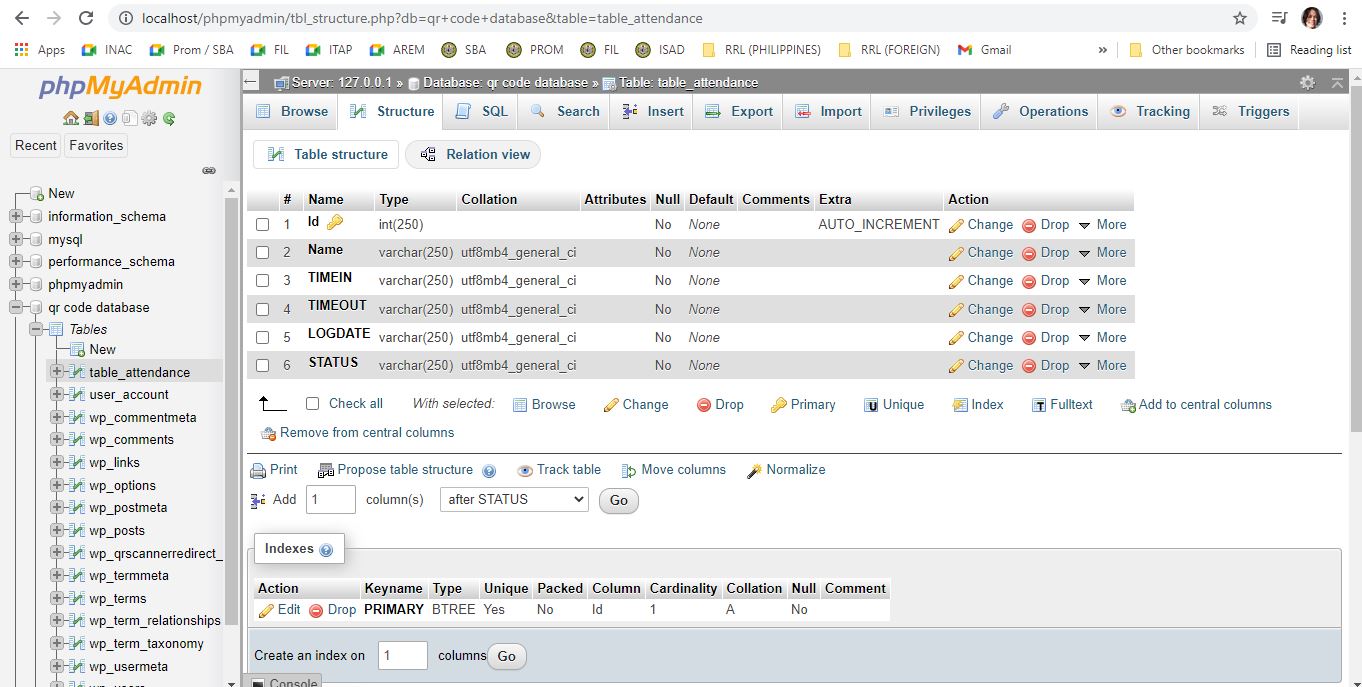 localhost/phpmyadmin/tbl_structure.php?db=qr+code+database&table=table_attendance
Apps INAC Prom / SBA FIL ITAP AREM SBA PROM FIL ISAD RRL (PHILIPPINES) RRL (FOREIGN) Gmail » Other bookmarks Reading list
phpMyAdmin
Recent Favorites
New
information_schema
mysql
performance_schema
phpmyadmin
qr code database
Tables
New
table_attendance
user_account
wp_commentmeta
wp_comments
wp_links
wp_options
wp_postmeta
wp_posts
wp_qrscannerredirect_
wp_termmeta
wp_terms
wp_term_relationships
wp_term_taxonomy
wp_usermeta
Server: 127.0.0.1 » Database: qr code database » Table: table_attendance
Browse Structure SQL Search Insert Export Import Privileges Operations Tracking Triggers
Table structure Relation view
# Name Type Collation Attributes Null Default Comments Extra Action
1 Id int(250) No None AUTO_INCREMENT Change Drop More
2 Name varchar(250) utf8mb4_general_ci No None Change Drop More
3 TIMEIN varchar(250) utf8mb4_general_ci No None Change Drop More
4 TIMEOUT varchar(250) utf8mb4_general_ci No None Change Drop More
5 LOGDATE varchar(250) utf8mb4_general_ci No None Change Drop More
6 STATUS varchar(250) utf8mb4_general_ci No None Change Drop More
Check all With selected: Browse Change Drop Primary Unique Index Fulltext Add to central columns
Remove from central columns
Print Propose table structure Track table Move columns Normalize
Add 1 column(s) after STATUS Go
Indexes
Action Keyname Type Unique Packed Column Cardinality Collation Null Comment
Edit Drop PRIMARY BTREE Yes No Id 1 A No
Create an index on 1 columns Go
Console